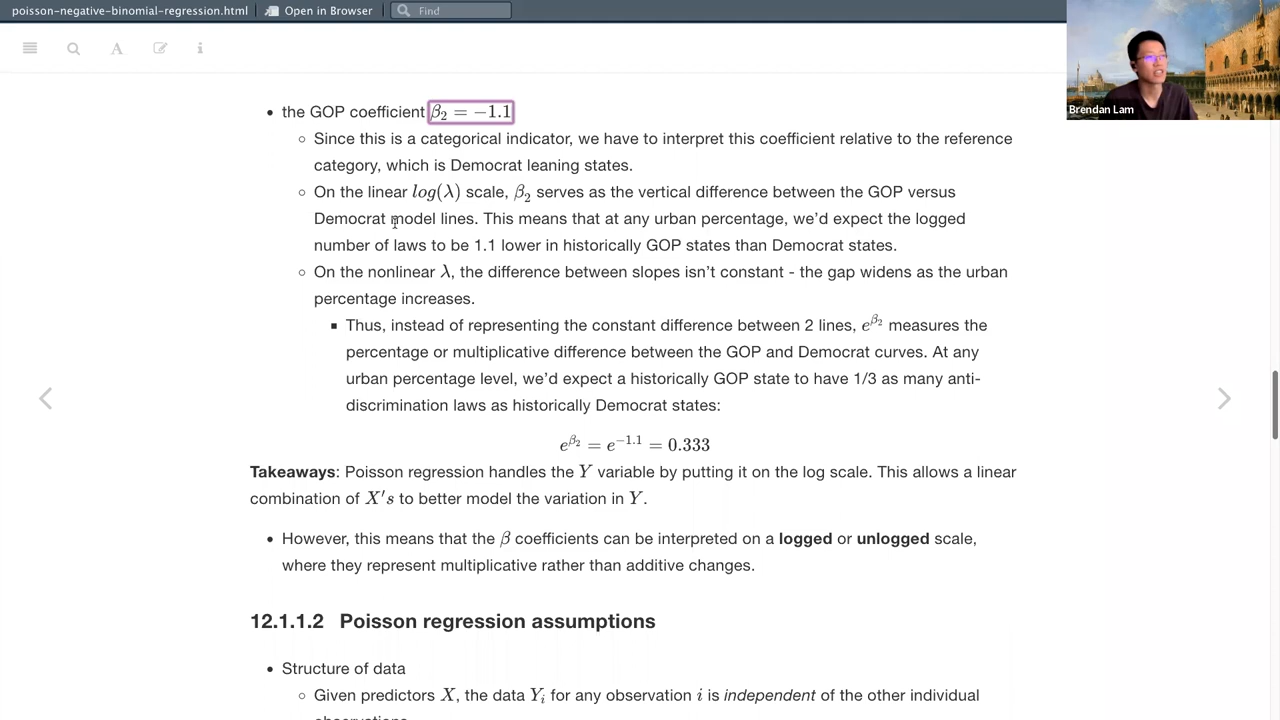 poisson-negative-binomial-regression.html Open in Browser Find
Brendan Lam
• the GOP coefficient β₂ = −1.1
◦ Since this is a categorical indicator, we have to interpret this coefficient relative to the reference
category, which is Democrat leaning states.
◦ On the linear log(λ) scale, β₂ serves as the vertical difference between the GOP versus
Democrat model lines. This means that at any urban percentage, we’d expect the logged
number of laws to be 1.1 lower in historically GOP states than Democrat states.
◦ On the nonlinear λ, the difference between slopes isn’t constant - the gap widens as the urban
percentage increases.
▪ Thus, instead of representing the constant difference between 2 lines, e^β₂ measures the
percentage or multiplicative difference between the GOP and Democrat curves. At any
urban percentage level, we’d expect a historically GOP state to have 1/3 as many anti-
discrimination laws as historically Democrat states:
e^β₂ = e^−1.1 = 0.333
Takeaways: Poisson regression handles the Y variable by putting it on the log scale. This allows a linear
combination of X′s to better model the variation in Y.
• However, this means that the β coefficients can be interpreted on a logged or unlogged scale,
where they represent multiplicative rather than additive changes.
12.1.1.2 Poisson regression assumptions
• Structure of data
◦ Given predictors X, the data Yᵢ for any observation i is independent of the other individual
observations.